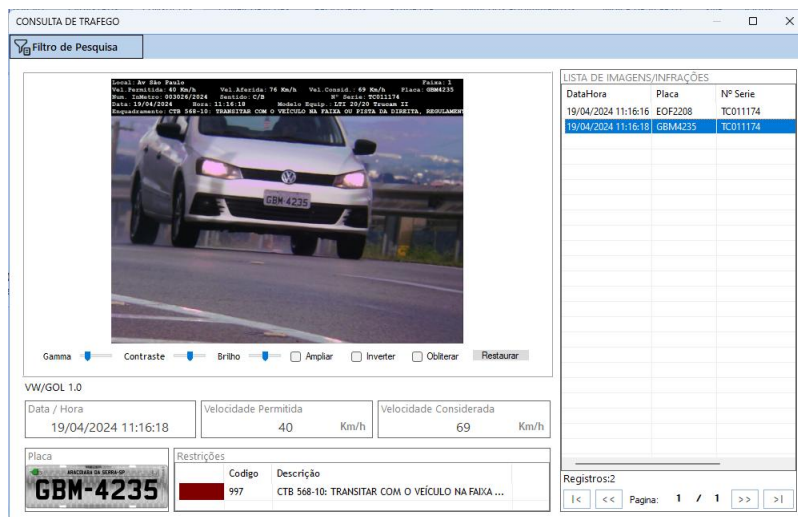 CONSULTA DE TRAFEGO
Filtro de Pesquisa
Local: Av São Paulo Faixa: 1
Vel.Permitida: 40 Km/h Vel.Aferida: 76 Km/h Vel.Consid.: 69 Km/h Placa: GBM4235
Num. InMetro: 003026/2024 Sentido: C/B Nº Serie: TC011174
Data: 19/04/2024 Hora: 11:16:18 Modelo Equip.: LTI 20/20 Trucam II
Enquadramento: CTB 568-10: TRANSITAR COM O VEÍCULO NA FAIXA OU PISTA DA DIREITA, REGULAMENT
GBM 4235
Gamma Contraste Brilho Ampliar Inverter Obliterar Restaurar
VW/GOL 1.0
Data / Hora
19/04/2024 11:16:18
Velocidade Permitida
40 Km/h
Velocidade Considerada
69 Km/h
Placa
ARACOIABA DA SERRA-SP
GBM-4235
Restrições
Codigo Descrição
997 CTB 568-10: TRANSITAR COM O VEÍCULO NA FAIXA ...
LISTA DE IMAGENS/INFRAÇÕES
DataHora Placa Nº Serie
19/04/2024 11:16:16 EOF2208 TC011174
19/04/2024 11:16:18 GBM4235 TC011174
Registros:2
|< << Pagina: 1 / 1 >> >|